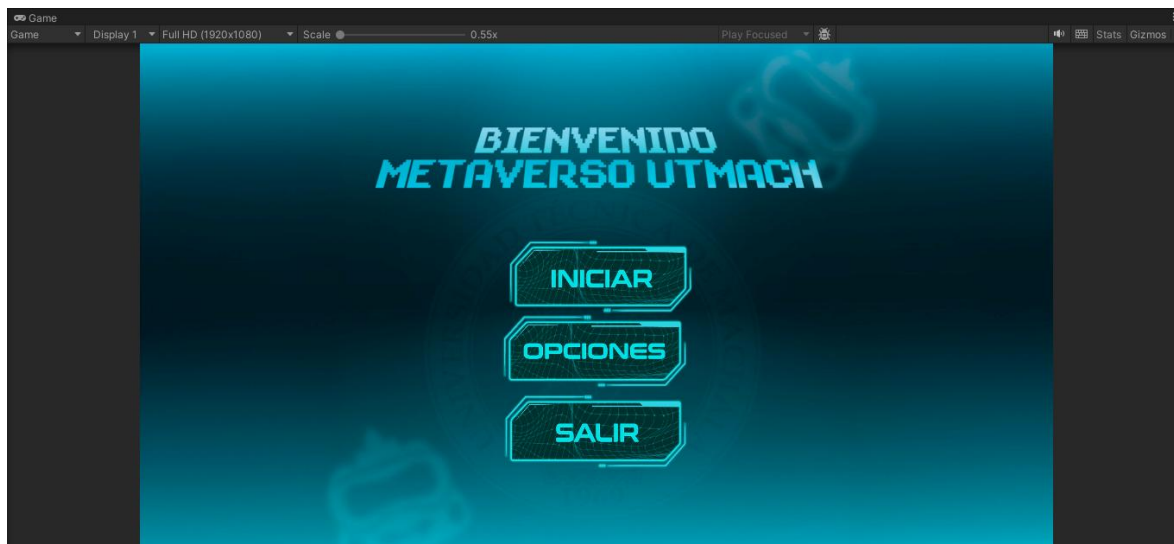 Game
Game Display 1 Full HD (1920x1080) Scale 0.55x Play Focused Stats Gizmos
BIENVENIDO
METAVERSO UTMACH
INICIAR
OPCIONES
SALIR